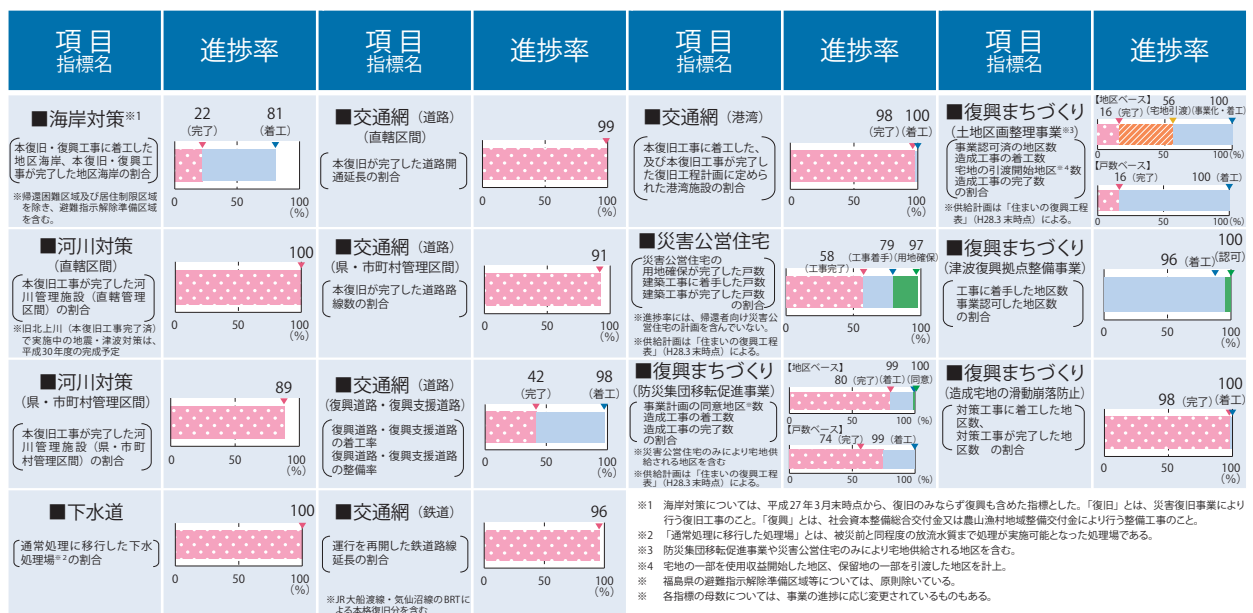 項目
指標名
進捗率
項目
指標名
進捗率
項目
指標名
進捗率
項目
指標名
進捗率
■海岸対策※1
本復旧・復興工事に着工した
地区海岸、本復旧・復興工
事が完了した地区海岸の割合
※帰還困難区域及び居住制限区域
を除き、避難指示解除準備区域
を含む。
22
(完了)
81
(着工)
0 50 100
(%)
■交通網(道路)
(直轄区間)
本復旧が完了した道路開
通延長の割合
99
0 50 100
(%)
■交通網(港湾)
本復旧工事に着工した、
及び本復旧工事が完了し
た復旧工程計画に定めら
れた港湾施設の割合
98 100
(完了)(着工)
0 50 100
(%)
■復興まちづくり
(土地区画整理事業※3)
事業認可済の地区数
造成工事の着工数
宅地の引渡開始地区※4数
造成工事の完了数
の割合
※供給計画は「住まいの復興工程
表」(H28.3末時点)による。
【地区ベース】 56 100
16(完了)(宅地引渡)(事業化・着工)
0 50 100(%)
【戸数ベース】
16(完了) 100(着工)
0 50 100(%)
■河川対策
(直轄区間)
本復旧工事が完了した河
川管理施設(直轄管理
区間)の割合
※旧北上川(本復旧工事完了済)
で実施中の地震・津波対策は、
平成30年度の完成予定
100
0 50 100
(%)
■交通網(道路)
(県・市町村管理区間)
本復旧が完了した道路路
線数の割合
91
0 50 100
(%)
■災害公営住宅
災害公営住宅の
用地確保が完了した戸数
建築工事に着手した戸数
建築工事が完了した戸数
の割合
※進捗率には、帰還者向け災害公
営住宅の計画を含んでいない。
※供給計画は「住まいの復興工程
表」(H28.3末時点)による。
58 79 97
(工事完了)(工事着手)(用地確保)
0 50 100
(%)
■復興まちづくり
(津波復興拠点整備事業)
工事に着手した地区数
事業認可した地区数
の割合
100
96(着工)(認可)
0 50 100
(%)
■河川対策
(県・市町村管理区間)
本復旧工事が完了した河
川管理施設(県・市町
村管理区間)の割合
89
0 50 100
(%)
■交通網(道路)
(復興道路・復興支援道路)
復興道路・復興支援道路
の着工率
復興道路・復興支援道路
の整備率
42
(完了)
98
(着工)
0 50 100
(%)
■復興まちづくり
(防災集団移転促進事業)
事業計画の同意地区※数
造成工事の着工数
造成工事の完了数
の割合
※災害公営住宅のみにより宅地供
給される地区を含む
※供給計画は「住まいの復興工程
表」(H28.3末時点)による。
【地区ベース】 99 100
80(完了)(着工)(同意)
0 50 100 (%)
【戸数ベース】
74(完了) 99(着工)
0 50 100 (%)
■復興まちづくり
(造成宅地の滑動崩落防止)
対策工事に着工した地
区数、
対策工事が完了した地
区数 の割合
100
98(完了)(着工)
0 50 100
(%)
■下水道
通常処理に移行した下水
処理場※2の割合
100
0 50 100
(%)
■交通網(鉄道)
運行を再開した鉄道路線
延長の割合
※JR大船渡線・気仙沼線のBRTに
よる本格復旧分を含む
96
0 50 100
(%)
※1 海岸対策については、平成27年3月末時点から、復旧のみならず復興も含めた指標とした。「復旧」とは、災害復旧事業により
行う復旧工事のこと。「復興」とは、社会資本整備総合交付金又は農山漁村地域整備交付金により行う整備工事のこと。
※2 「通常処理に移行した処理場」とは、被災前と同程度の放流水質まで処理が実施可能となった処理場である。
※3 防災集団移転促進事業や災害公営住宅のみにより宅地供給される地区を含む。
※4 宅地の一部を使用収益開始した地区、保留地の一部を引渡した地区を計上。
※ 福島県の避難指示解除準備区域等については、原則除いている。
※ 各指標の母数については、事業の進捗に応じ変更されているものもある。